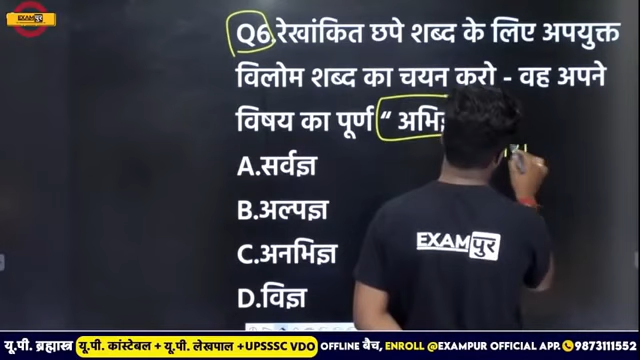 EXAM पुर
Q6.रेखांकित छपे शब्द के लिए अपयुक्त
विलोम शब्द का चयन करो - वह अपने
विषय का पूर्ण “
A.सर्वज्ञ
B.अल्पज्ञ
C.अनभिज्ञ
D.विज्ञ
EXAM पुर
यू.पी. ब्रह्मास्त्र यू.पी. कांस्टेबल + यू.पी. लेखपाल +UPSSSC VDO OFFLINE बैच, ENROLL @EXAMPUR OFFICIAL APP. 9873111552